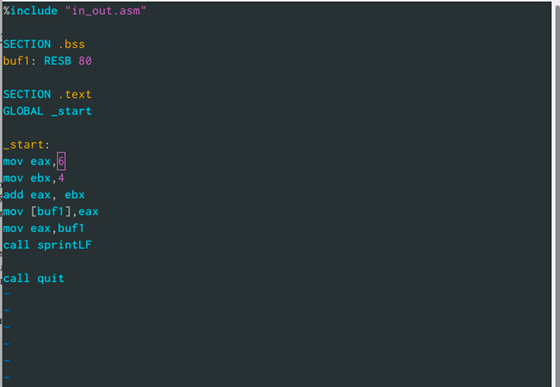 %include "in_out.asm"
SECTION .bss
buf1: RESB 80
SECTION .text
GLOBAL _start
_start:
mov eax,6
mov ebx,4
add eax, ebx
mov [buf1],eax
mov eax,buf1
call sprintLF
call quit
~
~
~
~
~
~